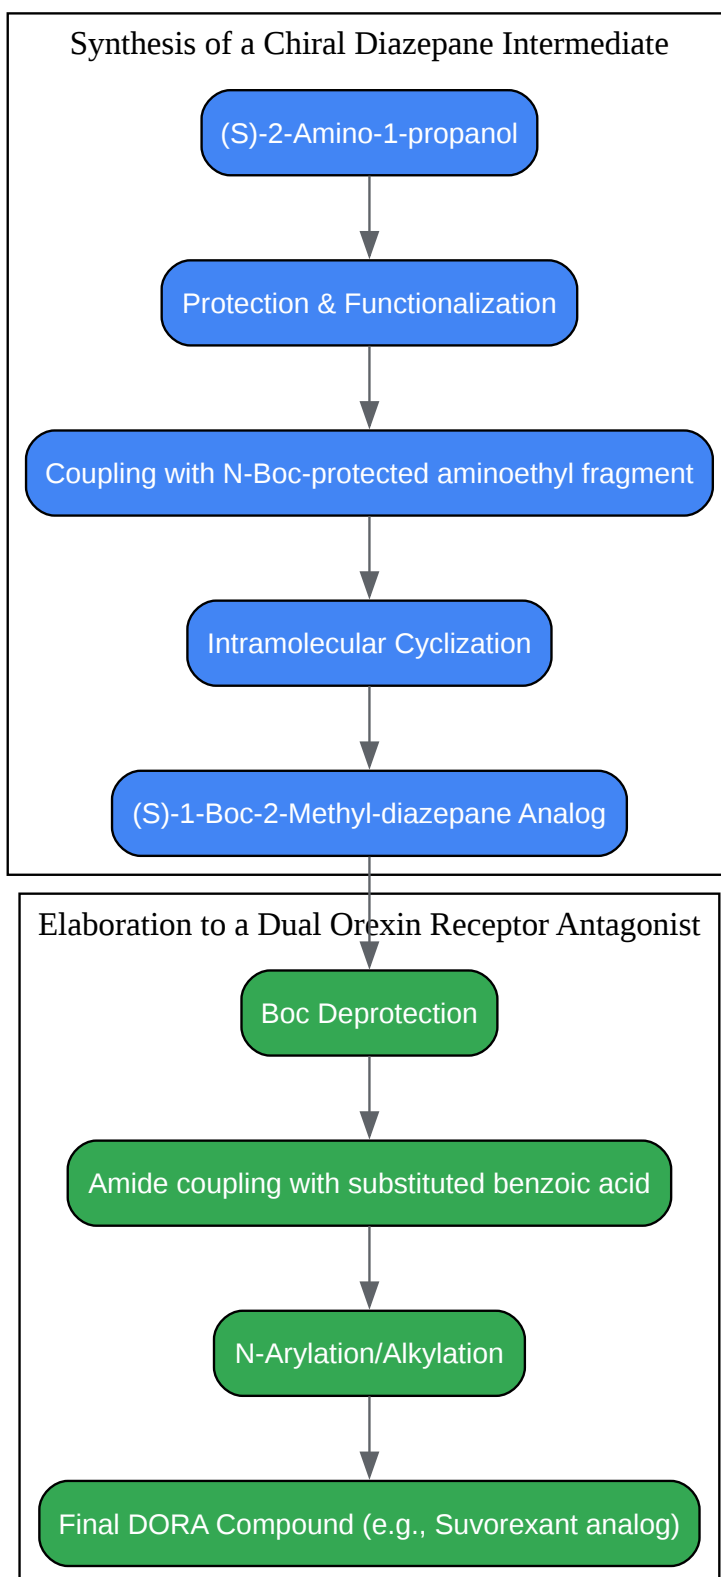 Synthesis of a Chiral Diazepane Intermediate
(S)-2-Amino-1-propanol
Protection & Functionalization
Coupling with N-Boc-protected aminoethyl fragment
Intramolecular Cyclization
(S)-1-Boc-2-Methyl-diazepane Analog
Elaboration to a Dual Orexin Receptor Antagonist
Boc Deprotection
Amide coupling with substituted benzoic acid
N-Arylation/Alkylation
Final DORA Compound (e.g., Suvorexant analog)